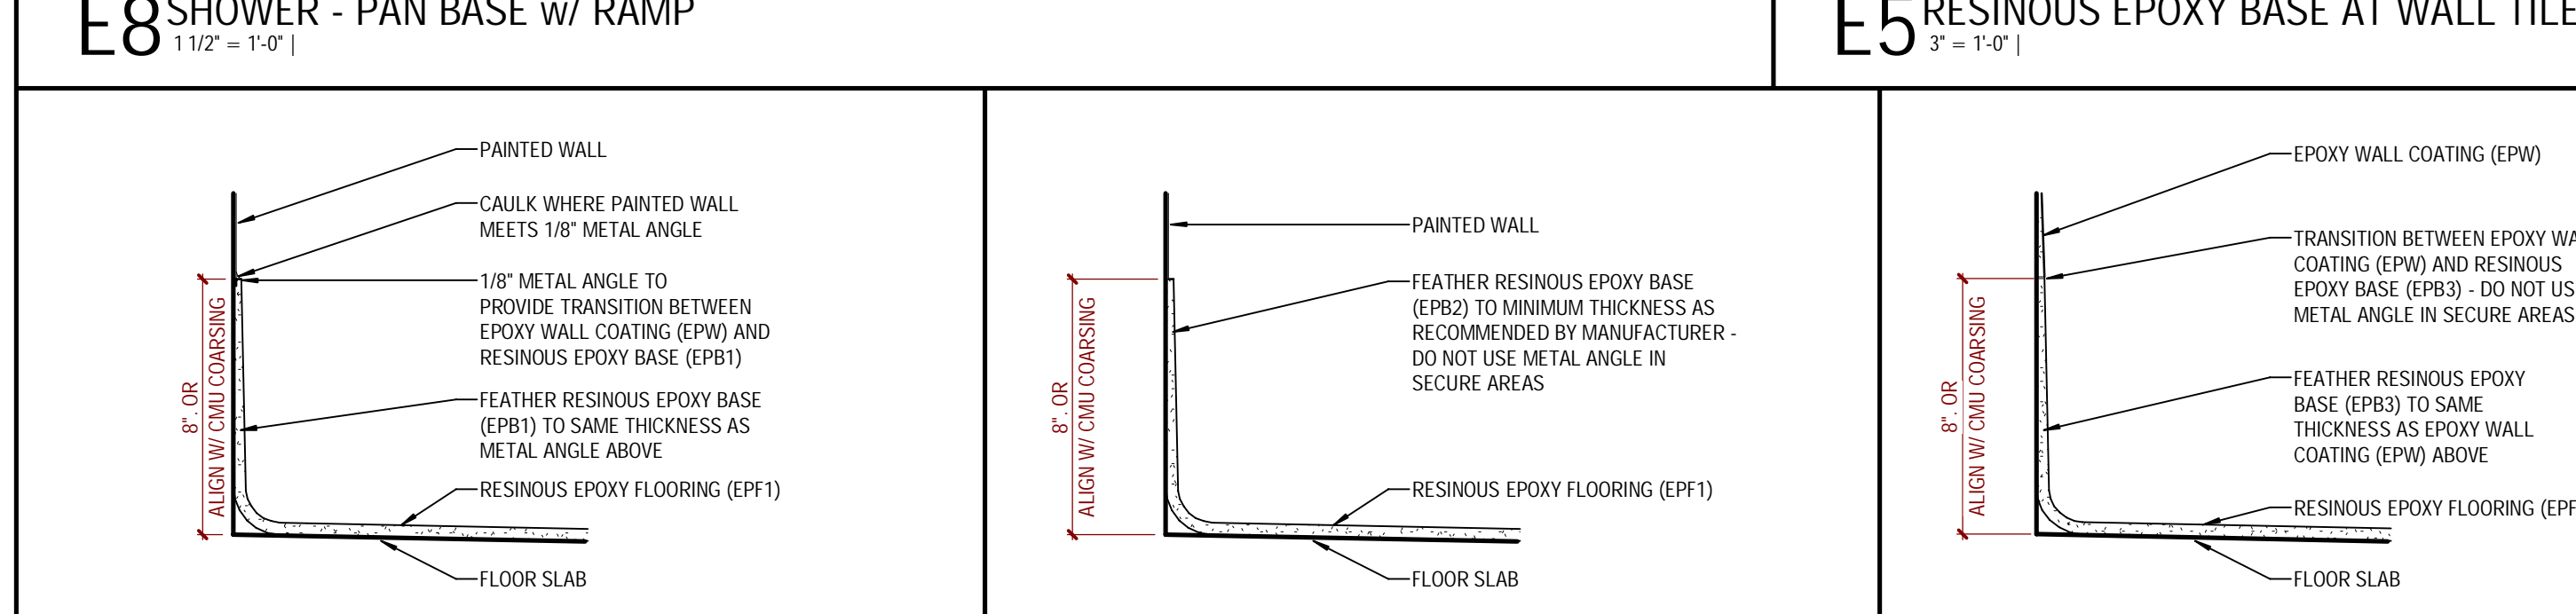 E8 SHOWER - PAN BASE w/ RAMP
1 1/2" = 1'-0" |
E5 RESINOUS EPOXY BASE AT WALL TILE
3" = 1'-0" |
PAINTED WALL
CAULK WHERE PAINTED WALL
MEETS 1/8" METAL ANGLE
1/8" METAL ANGLE TO
PROVIDE TRANSITION BETWEEN
EPOXY WALL COATING (EPW) AND
RESINOUS EPOXY BASE (EPB1)
FEATHER RESINOUS EPOXY BASE
(EPB1) TO SAME THICKNESS AS
METAL ANGLE ABOVE
RESINOUS EPOXY FLOORING (EPF1)
FLOOR SLAB
8". OR
ALIGN W/ CMU COARSING
PAINTED WALL
FEATHER RESINOUS EPOXY BASE
(EPB2) TO MINIMUM THICKNESS AS
RECOMMENDED BY MANUFACTURER -
DO NOT USE METAL ANGLE IN
SECURE AREAS
RESINOUS EPOXY FLOORING (EPF1)
FLOOR SLAB
8". OR
ALIGN W/ CMU COARSING
EPOXY WALL COATING (EPW)
TRANSITION BETWEEN EPOXY
COATING (EPW) AND RESINOUS
EPOXY BASE (EPB3) - DO NOT
METAL ANGLE IN SECURE AREAS
FEATHER RESINOUS EPOXY
BASE (EPB3) TO SAME
THICKNESS AS EPOXY WALL
COATING (EPW) ABOVE
RESINOUS EPOXY FLOORING
FLOOR SLAB
8". OR
ALIGN W/ CMU COARSING